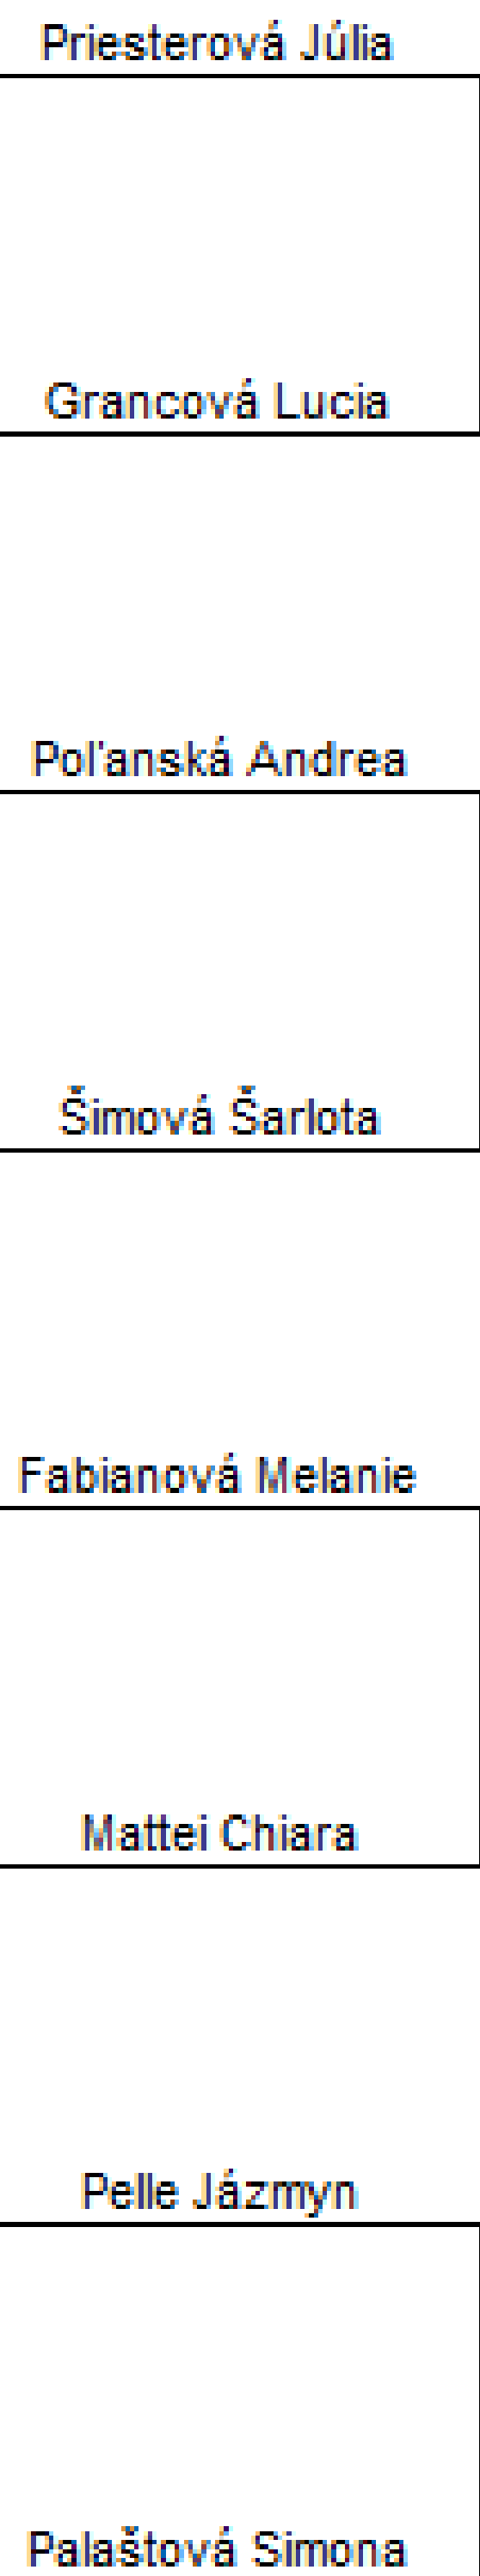 Priesterová Júlia
Grancová Lucia
Poľanská Andrea
Šimová Šarlota
Fabianová Melanie
Mattei Chiara
Pelle Jázmyn
Palaštová Simona